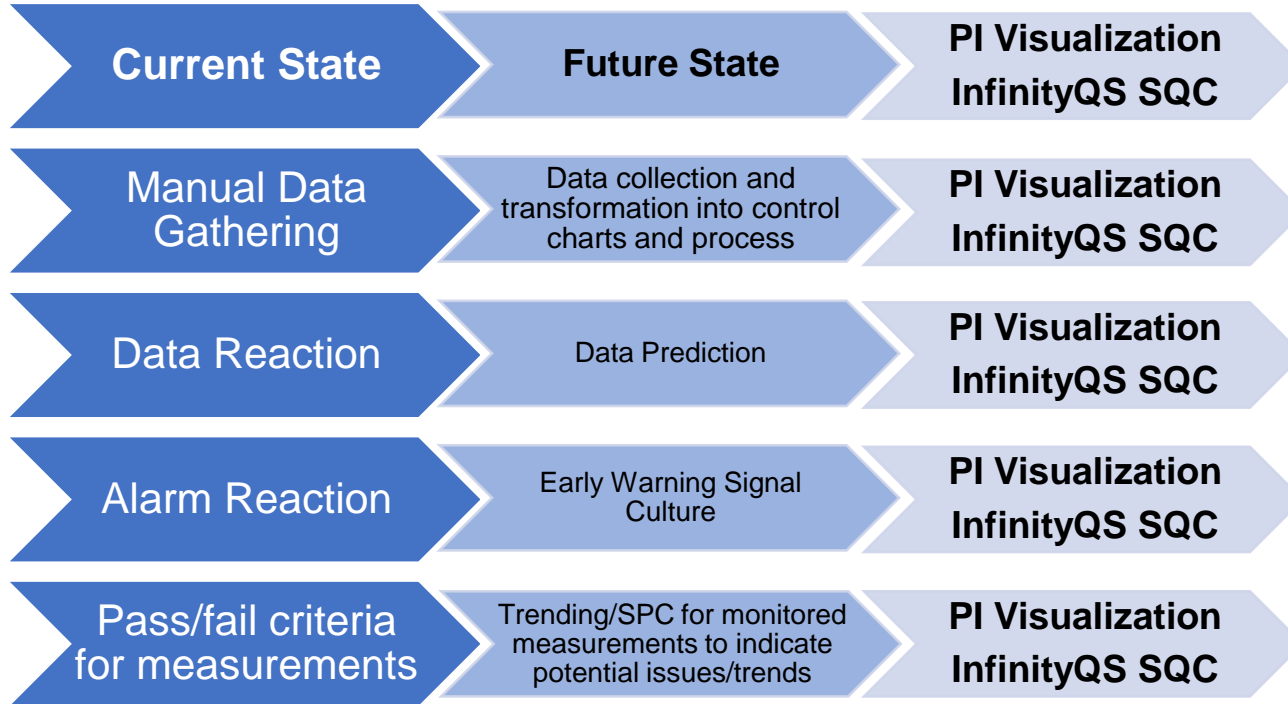 Current State
Future State
PI Visualization
InfinityQS SQC
Manual Data
Gathering
Data collection and
transformation into control
charts and process
PI Visualization
InfinityQS SQC
Data Reaction
Data Prediction
PI Visualization
InfinityQS SQC
Alarm Reaction
Early Warning Signal
Culture
PI Visualization
InfinityQS SQC
Pass/fail criteria
for measurements
Trending/SPC for monitored
measurements to indicate
potential issues/trends
PI Visualization
InfinityQS SQC